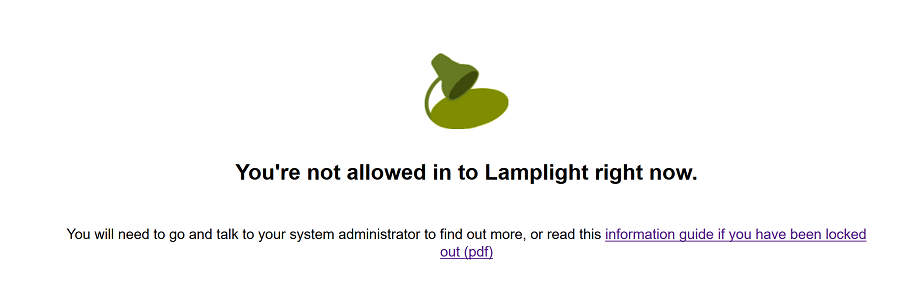 You're not allowed in to Lamplight right now.
You will need to go and talk to your system administrator to find out more, or read this information guide if you have been locked
out (pdf)